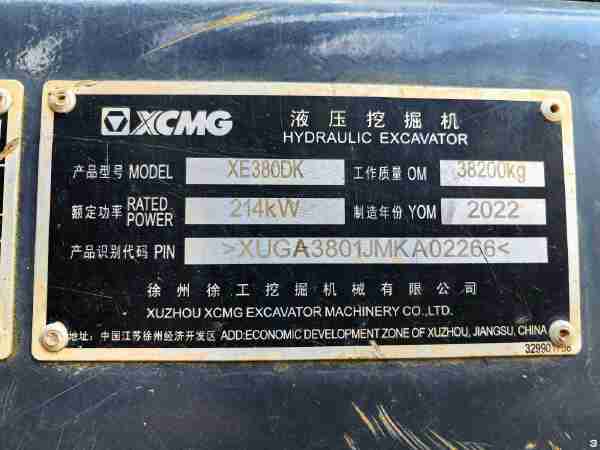 XCMG 液压挖掘机
HYDRAULIC EXCAVATOR
产品型号 MODEL XE380DK 工作质量 OM 38200kg
额定功率 RATED POWER 214kW 制造年份 YOM 2022
产品识别代码 PIN >XUGA3801JMKA02266<
徐州徐工挖掘机械有限公司
XUZHOU XCMG EXCAVATOR MACHINERY CO.,LTD.
地址: 中国江苏徐州经济开发区 ADD:ECONOMIC DEVELOPMENT ZONE OF XUZHOU, JIANGSU, CHINA